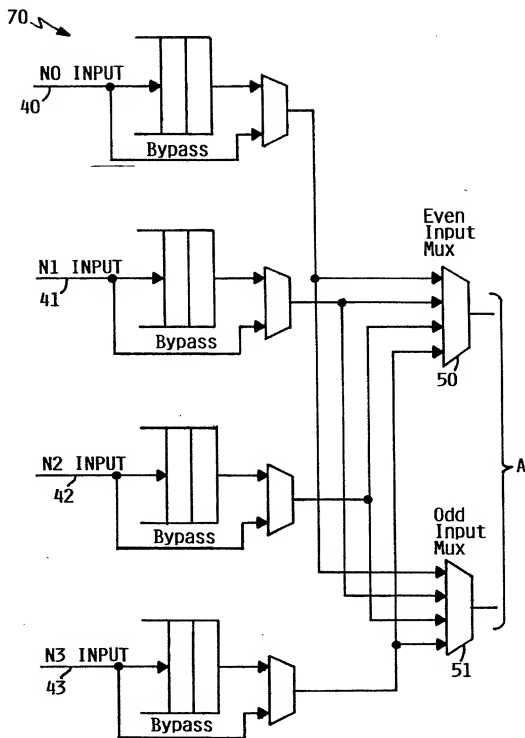 70
N0 INPUT
40
Bypass
N1 INPUT
41
Bypass
Even
Input
Mux
50
N2 INPUT
42
Bypass
A
Odd
Input
Mux
51
N3 INPUT
43
Bypass